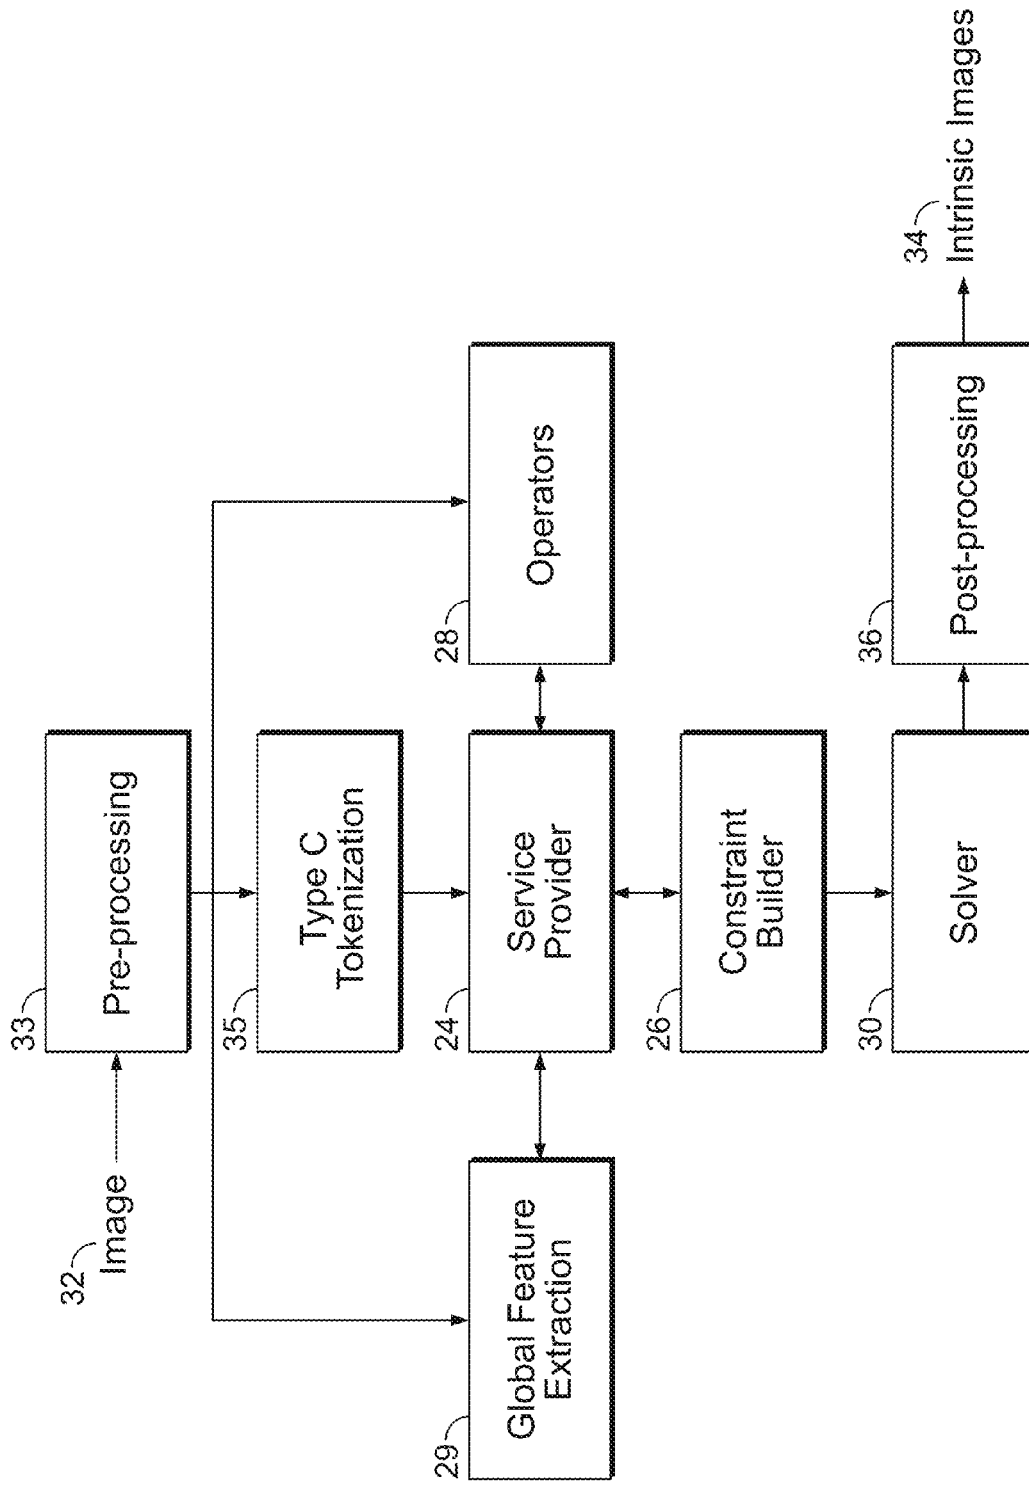 32
Image
33
Pre-processing
35
Type C
Tokenization
29
Global Feature
Extraction
24
Service
Provider
28
Operators
26
Constraint
Builder
30
Solver
36
Post-processing
34
Intrinsic Images